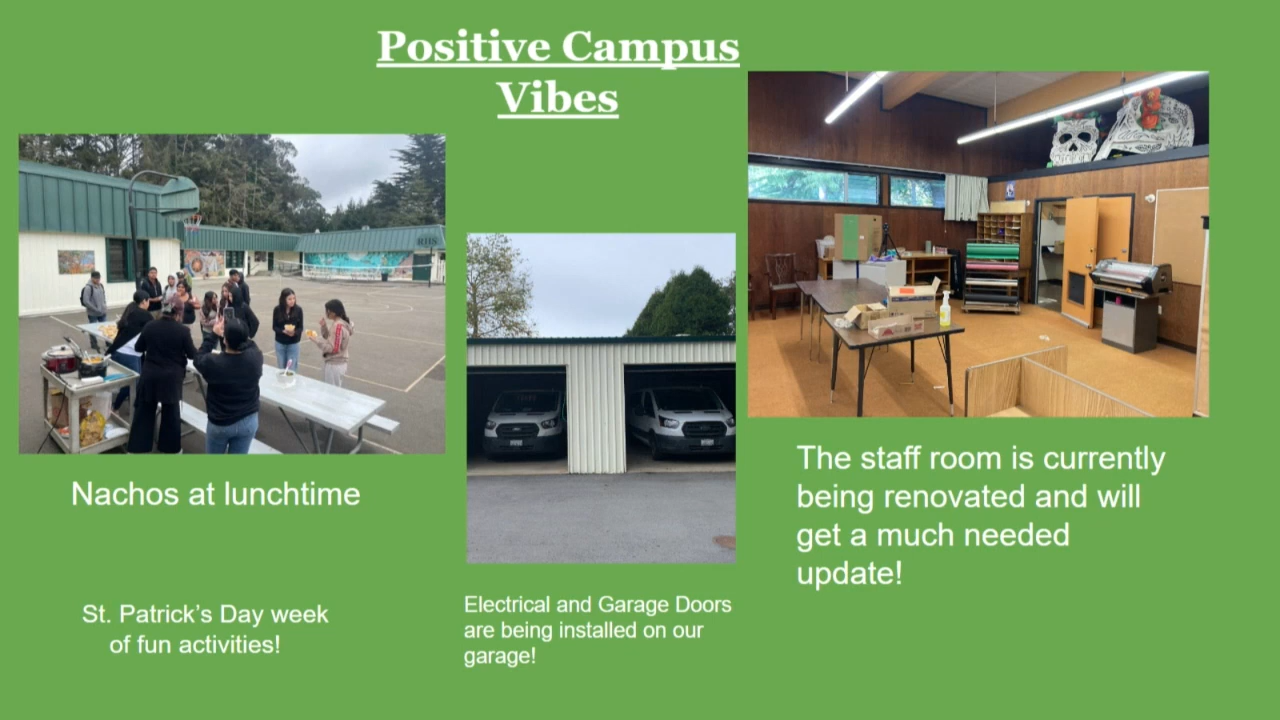 Positive Campus
Vibes
Nachos at lunchtime
St. Patrick's Day week
of fun activities!
Electrical and Garage Doors
are being installed on our
garage!
The staff room is currently
being renovated and will
get a much needed
update!